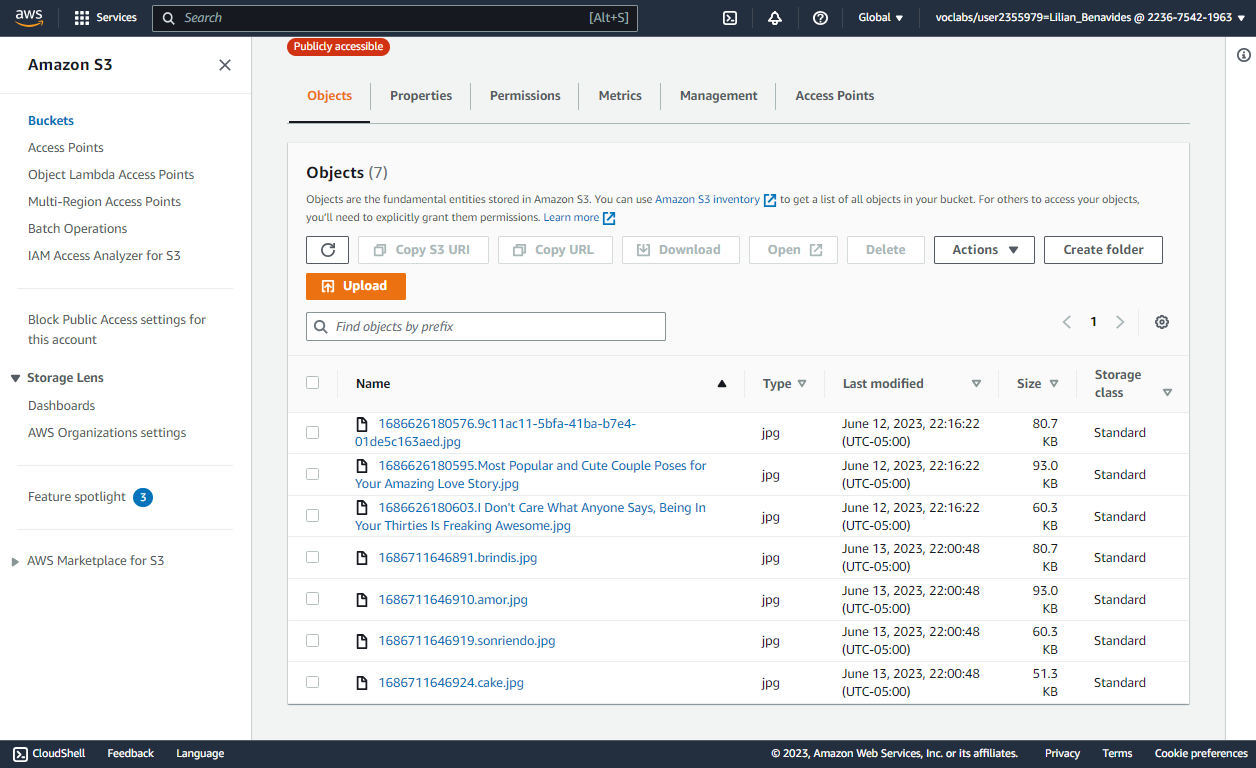 aws
Services
Search [Alt+S]
Global
voclabs/user2355979=Lilian_Benavides @ 2236-7542-1963
Amazon S3
Buckets
Access Points
Object Lambda Access Points
Multi-Region Access Points
Batch Operations
IAM Access Analyzer for S3
Block Public Access settings for
this account
Storage Lens
Dashboards
AWS Organizations settings
Feature spotlight 3
AWS Marketplace for S3
Publicly accessible
Objects Properties Permissions Metrics Management Access Points
Objects (7)
Objects are the fundamental entities stored in Amazon S3. You can use Amazon S3 inventory to get a list of all objects in your bucket. For others to access your objects,
you'll need to explicitly grant them permissions. Learn more
Copy S3 URI Copy URL Download Open Delete Actions Create folder
Upload
Find objects by prefix
1
Name Type Last modified Size Storage
class
1686626180576.9c11ac11-5bfa-41ba-b7e4- jpg June 12, 2023, 22:16:22 80.7 Standard
01de5c163aed.jpg (UTC-05:00) KB
1686626180595.Most Popular and Cute Couple Poses for jpg June 12, 2023, 22:16:22 93.0 Standard
Your Amazing Love Story.jpg (UTC-05:00) KB
1686626180603.I Don't Care What Anyone Says, Being In jpg June 12, 2023, 22:16:22 60.3 Standard
Your Thirties Is Freaking Awesome.jpg (UTC-05:00) KB
1686711646891.brindis.jpg jpg June 13, 2023, 22:00:48 80.7 Standard
(UTC-05:00) KB
1686711646910.amor.jpg jpg June 13, 2023, 22:00:48 93.0 Standard
(UTC-05:00) KB
1686711646919.sonriendo.jpg jpg June 13, 2023, 22:00:48 60.3 Standard
(UTC-05:00) KB
1686711646924.cake.jpg jpg June 13, 2023, 22:00:48 51.3 Standard
(UTC-05:00) KB
CloudShell Feedback Language © 2023, Amazon Web Services, Inc. or its affiliates. Privacy Terms Cookie preferences